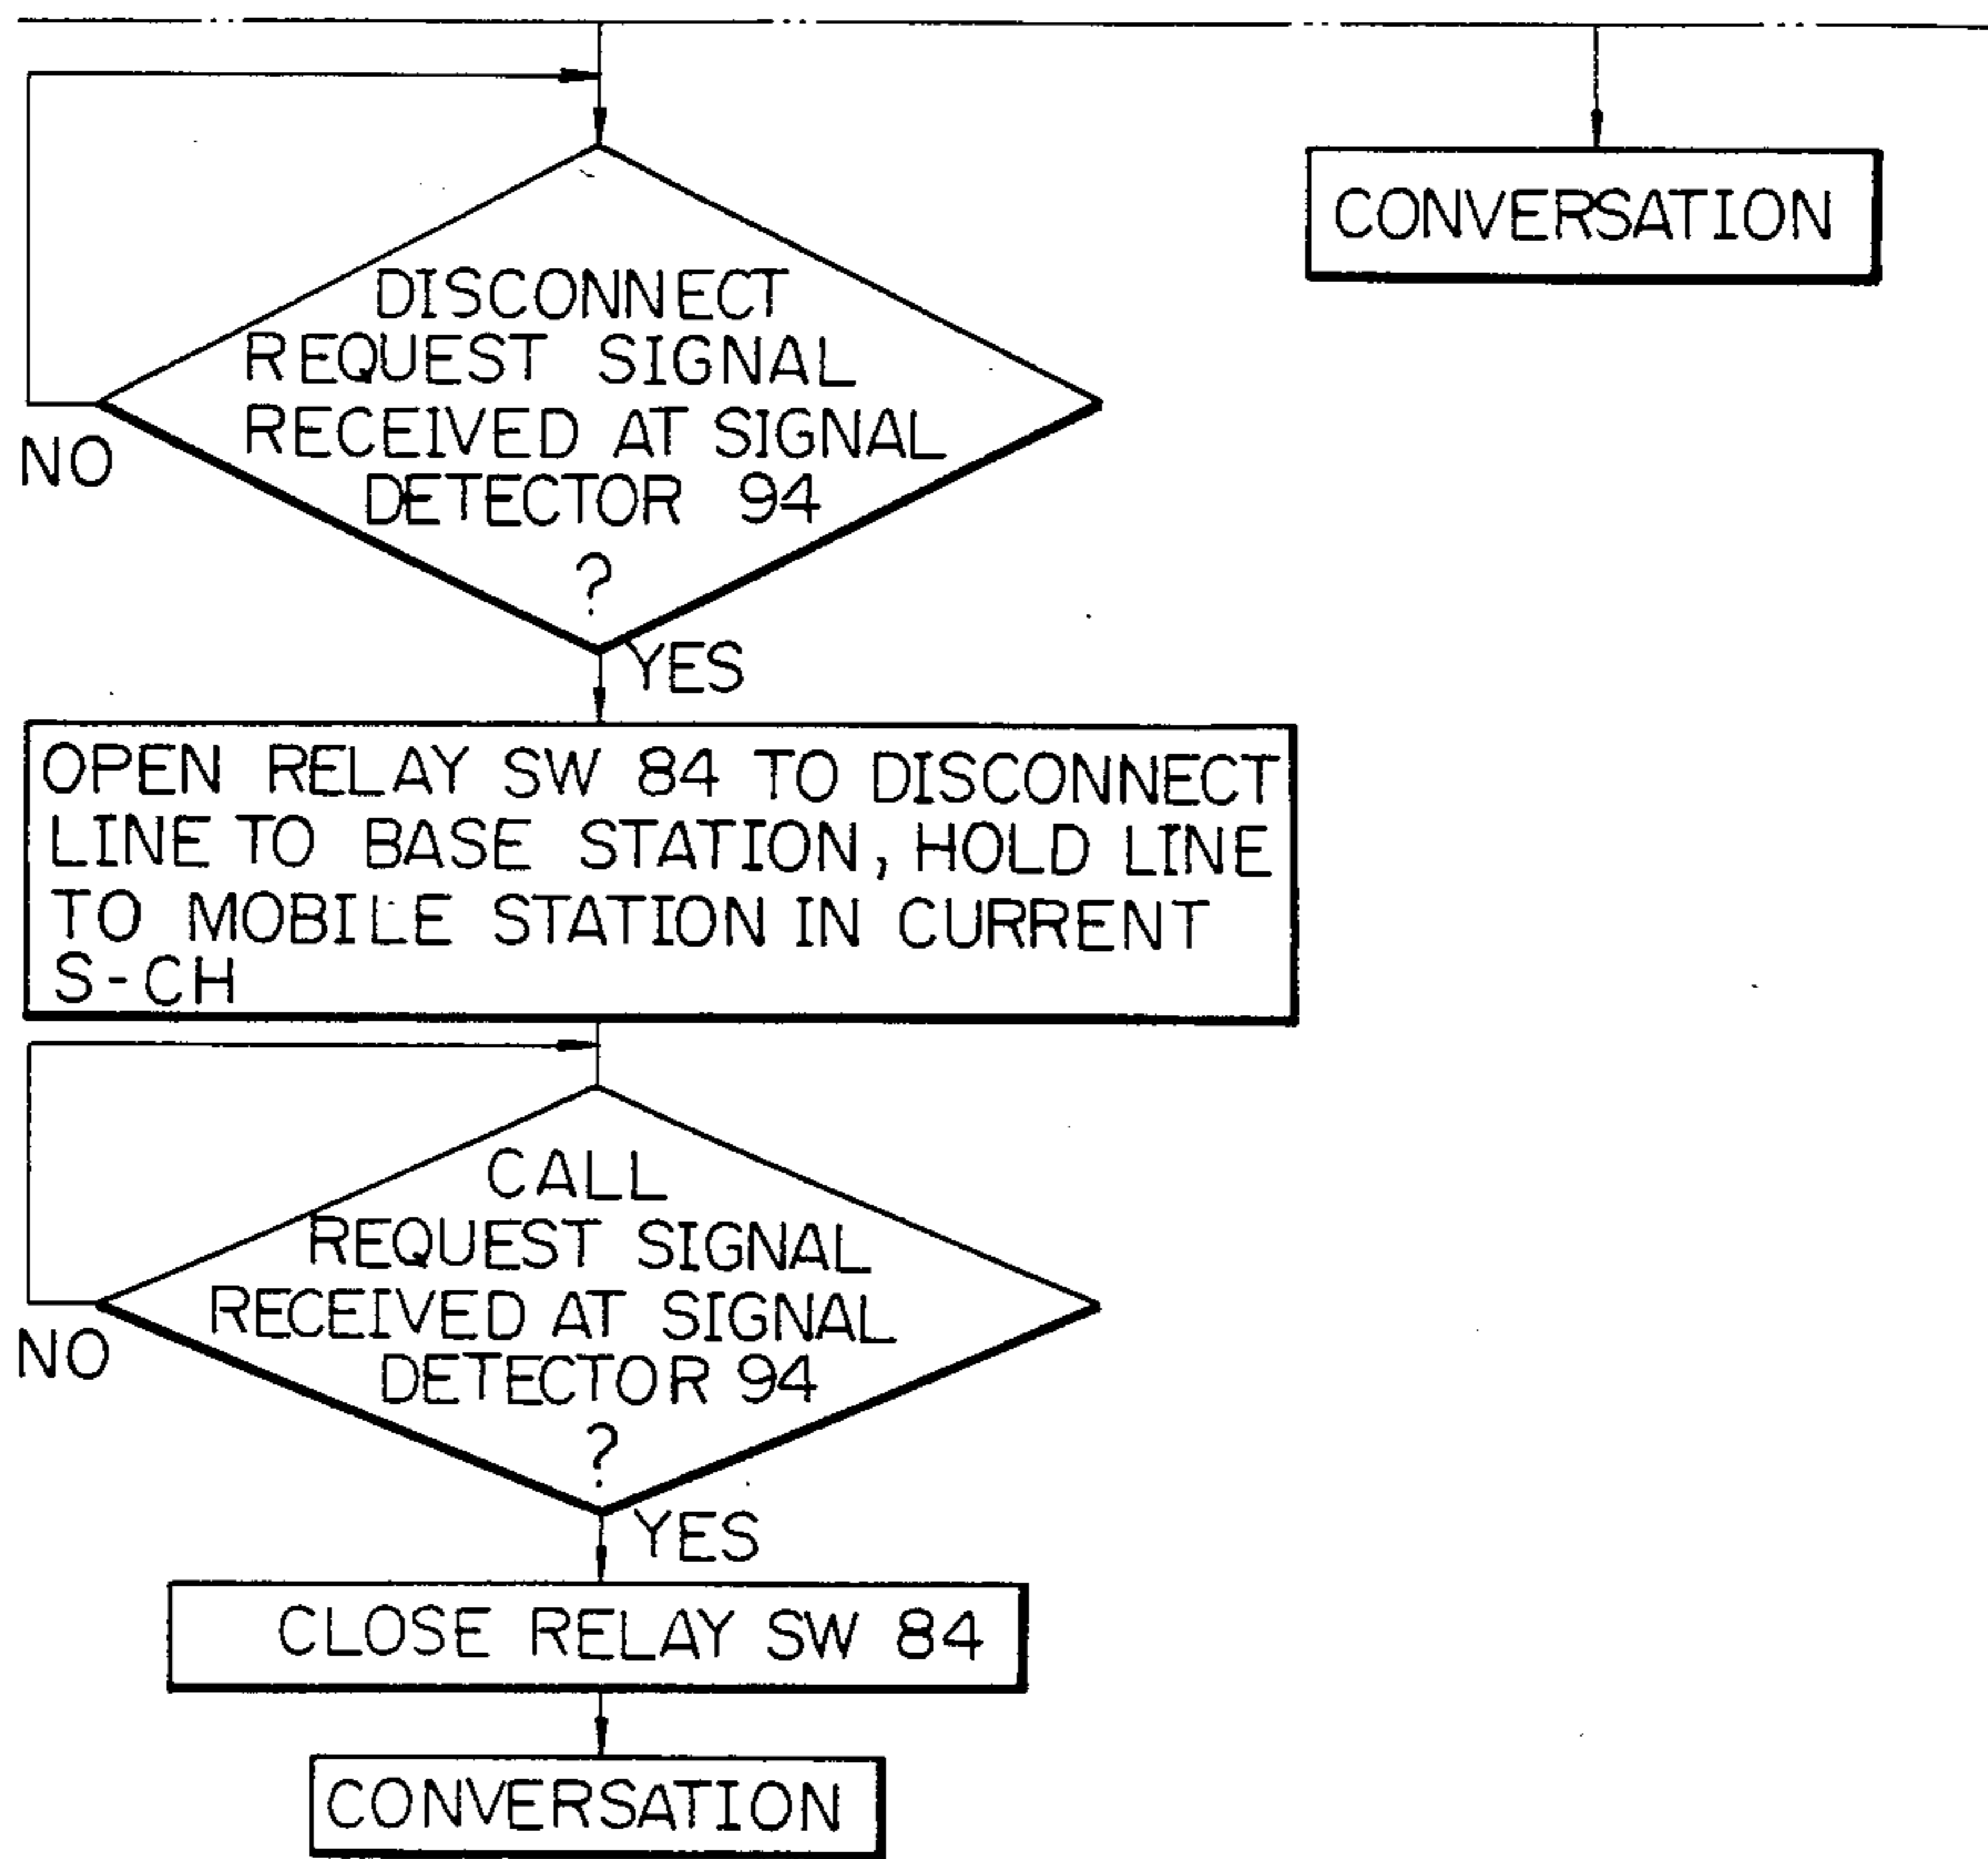 CONVERSATION
DISCONNECT
REQUEST SIGNAL
RECEIVED AT SIGNAL
DETECTOR 94
?
NO
YES
OPEN RELAY SW 84 TO DISCONNECT
LINE TO BASE STATION, HOLD LINE
TO MOBILE STATION IN CURRENT
S-CH
CALL
REQUEST SIGNAL
RECEIVED AT SIGNAL
DETECTOR 94
?
NO
YES
CLOSE RELAY SW 84
CONVERSATION